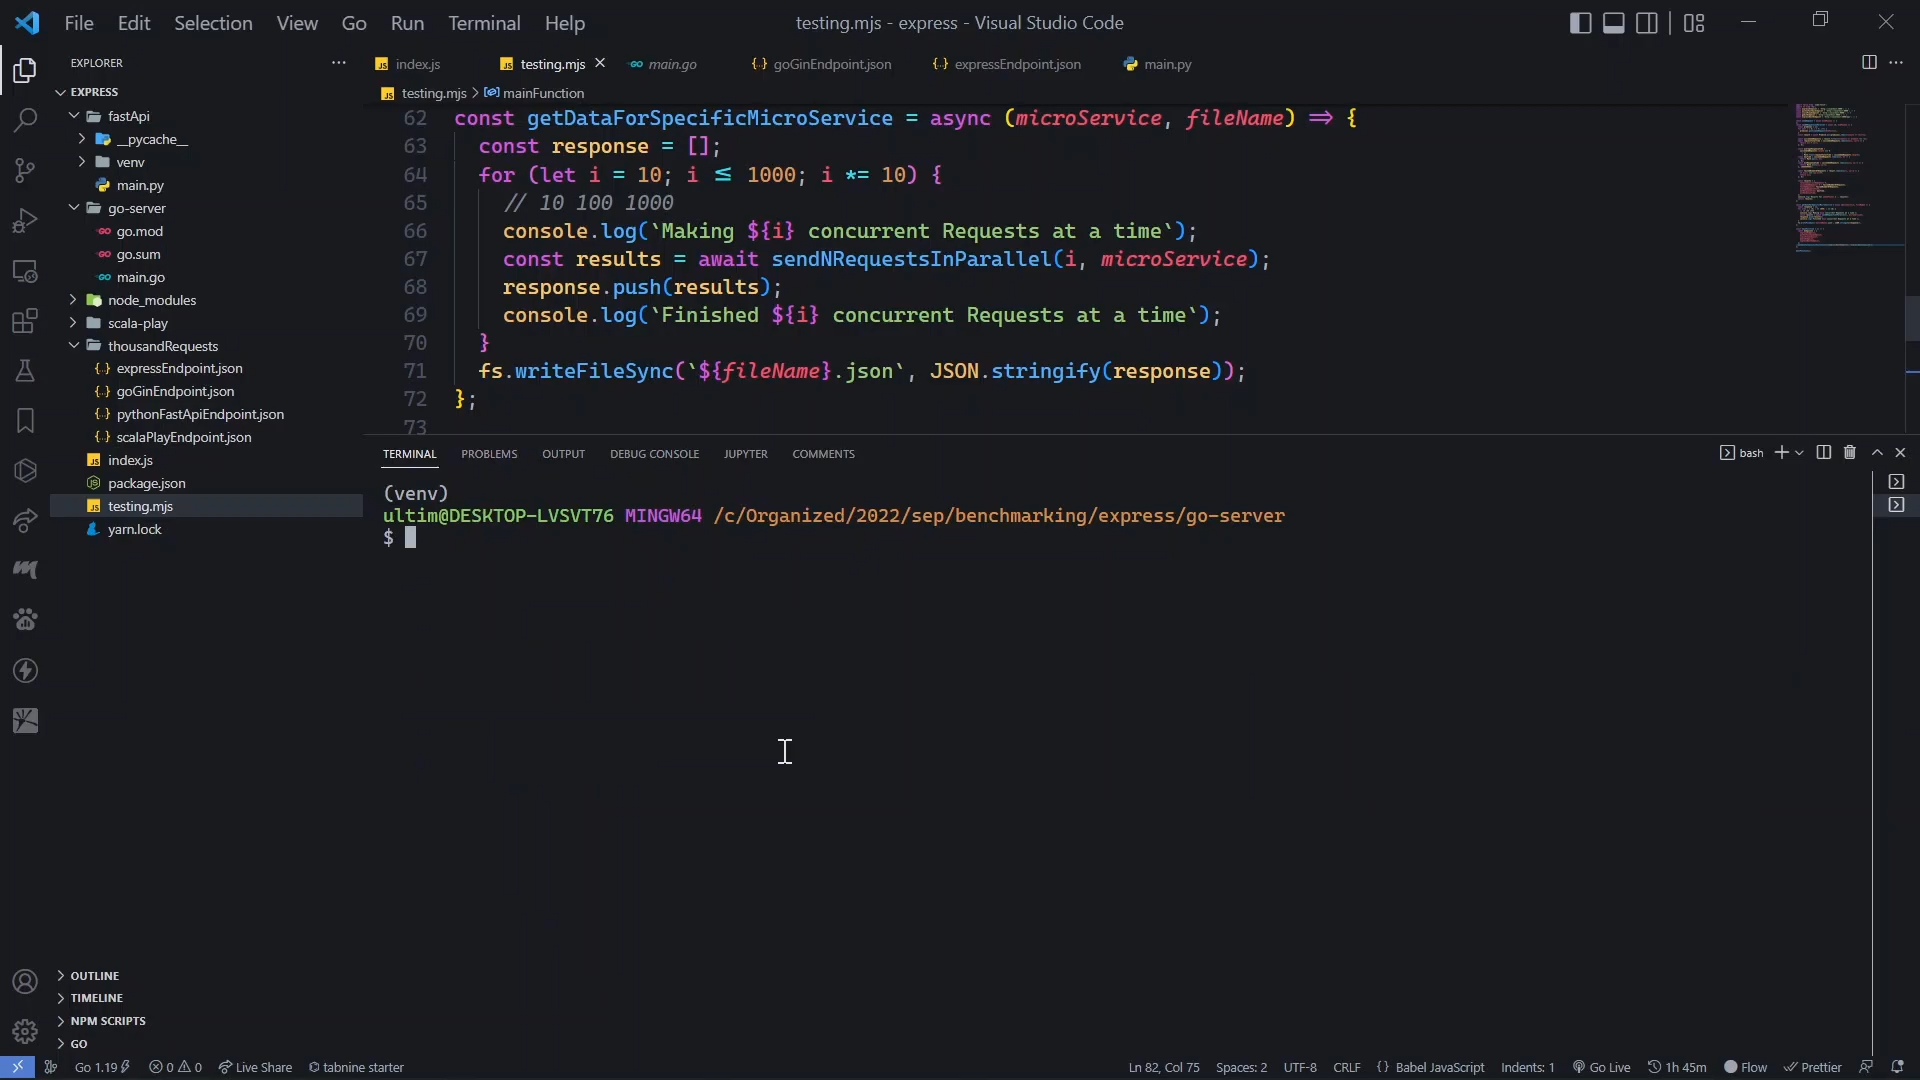 File Edit Selection View Go Run Terminal Help
testing.mjs - express - Visual Studio Code
EXPLORER
EXPRESS
fastApi
__pycache__
venv
main.py
go-server
go.mod
go.sum
main.go
node_modules
scala-play
thousandRequests
expressEndpoint.json
goGinEndpoint.json
pythonFastApiEndpoint.json
scalaPlayEndpoint.json
index.js
package.json
testing.mjs
yarn.lock
OUTLINE
TIMELINE
NPM SCRIPTS
GO
index.js testing.mjs main.go goGinEndpoint.json expressEndpoint.json main.py
testing.mjs > mainFunction
62 const getDataForSpecificMicroService = async (microService, fileName) => {
63 const response = [];
64 for (let i = 10; i ≤ 1000; i *= 10) {
65 // 10 100 1000
66 console.log(`Making ${i} concurrent Requests at a time`);
67 const results = await sendNRequestsInParallel(i, microService);
68 response.push(results);
69 console.log(`Finished ${i} concurrent Requests at a time`);
70 }
71 fs.writeFileSync(`${fileName}.json`, JSON.stringify(response));
72 };
73
TERMINAL PROBLEMS OUTPUT DEBUG CONSOLE JUPYTER COMMENTS
bash
(venv)
ultim@DESKTOP-LVSVT76 MINGW64 /c/Organized/2022/sep/benchmarking/express/go-server
$
Go 1.19 0 0 Live Share tabnine starter
Ln 82, Col 75 Spaces: 2 UTF-8 CRLF {} Babel JavaScript Indents: 1 Go Live 1h 45m Flow Prettier